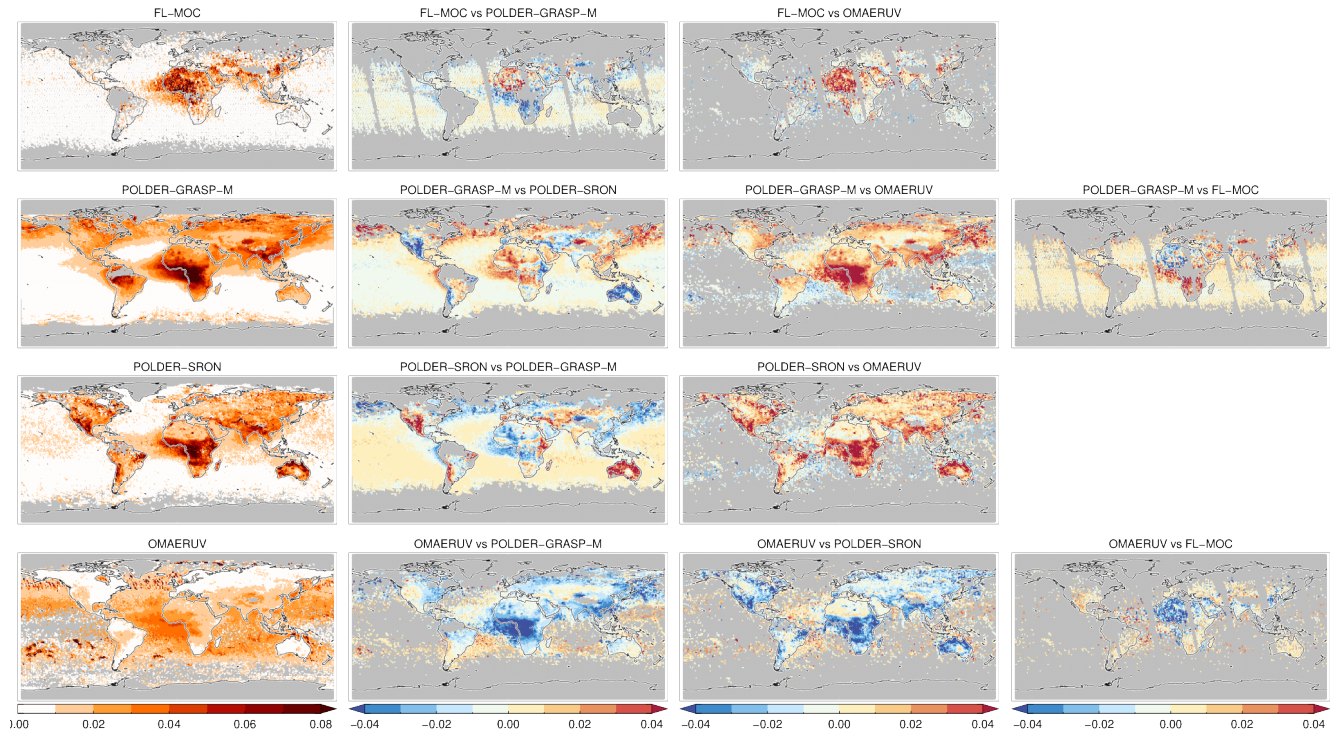 FL−MOC
FL−MOC vs POLDER−GRASP−M
FL−MOC vs OMAERUV
POLDER−GRASP−M
POLDER−GRASP−M vs POLDER−SRON
POLDER−GRASP−M vs OMAERUV
POLDER−GRASP−M vs FL−MOC
POLDER−SRON
POLDER−SRON vs POLDER−GRASP−M
POLDER−SRON vs OMAERUV
OMAERUV
OMAERUV vs POLDER−GRASP−M
OMAERUV vs POLDER−SRON
OMAERUV vs FL−MOC
).00 0.02 0.04 0.06 0.08
−0.04 −0.02 0.00 0.02 0.04
−0.04 −0.02 0.00 0.02 0.04
−0.04 −0.02 0.00 0.02 0.04